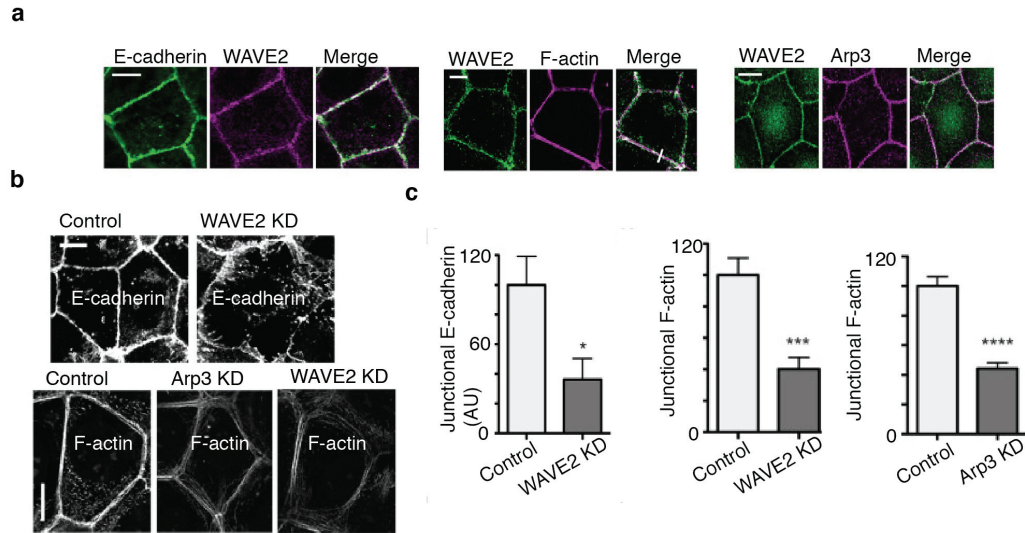 a
E-cadherin WAVE2 Merge
WAVE2 F-actin Merge
WAVE2 Arp3 Merge
b
Control WAVE2 KD
E-cadherin E-cadherin
Control Arp3 KD WAVE2 KD
F-actin F-actin F-actin
c
Junctional E-cadherin
(AU)
120
60
0
*
Control
WAVE2 KD
Junctional F-actin
120
0
***
Control
WAVE2 KD
Junctional F-actin
120
0
****
Control
Arp3 KD